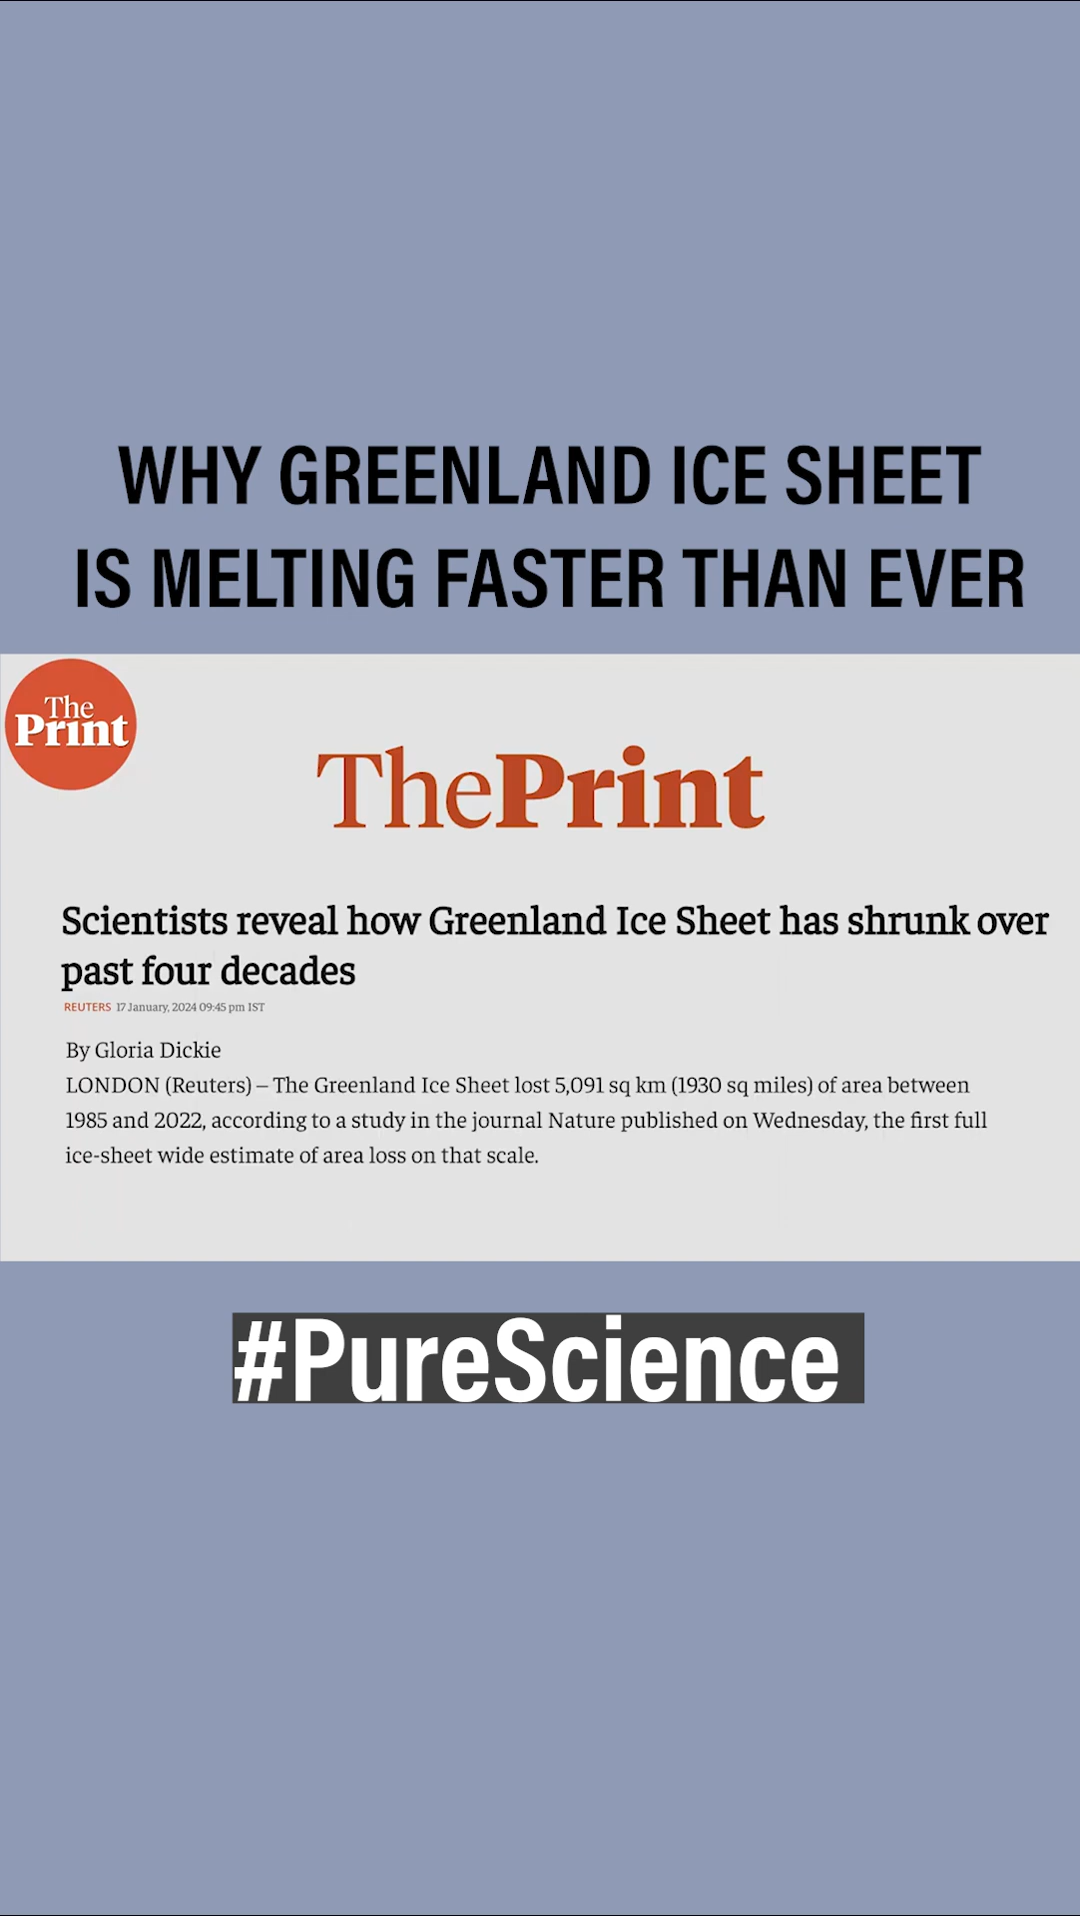 WHY GREENLAND ICE SHEET
IS MELTING FASTER THAN EVER
The
Print
ThePrint
Scientists reveal how Greenland Ice Sheet has shrunk over
past four decades
REUTERS 17 January, 2024 09:45 pm IST
By Gloria Dickie
LONDON (Reuters) – The Greenland Ice Sheet lost 5,091 sq km (1930 sq miles) of area between
1985 and 2022, according to a study in the journal Nature published on Wednesday, the first full
ice-sheet wide estimate of area loss on that scale.
#PureScience